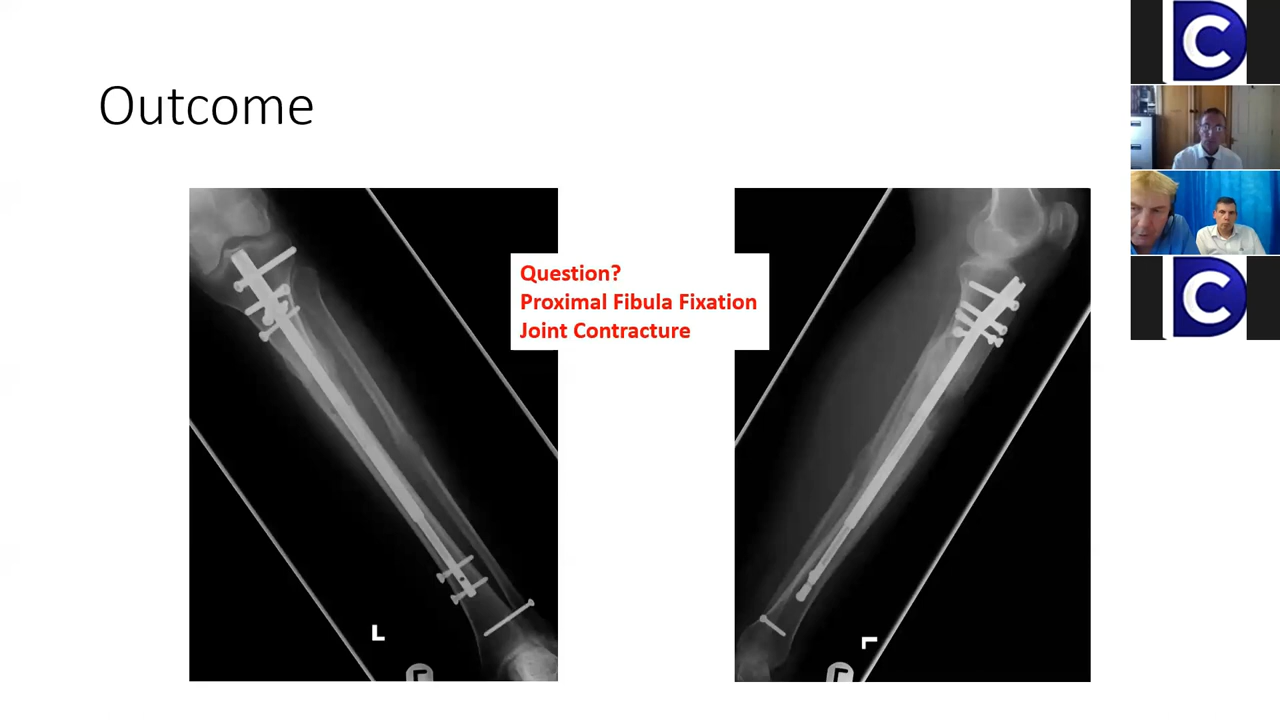 Outcome
Question?
Proximal Fibula Fixation
Joint Contracture
L
L
L
L
C
C